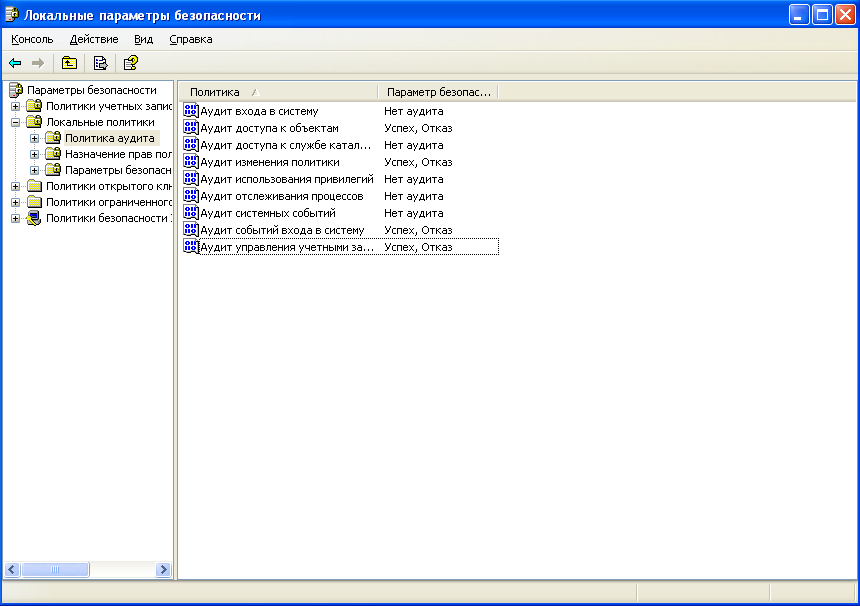 Локальные параметры безопасности
Консоль Действие Вид Справка
Параметры безопасности
Политики учетных запис
Локальные политики
Политика аудита
Назначение прав пол
Параметры безопасн
Политики открытого клю
Политики ограниченного
Политики безопасности
Политика Параметр безопас...
Аудит входа в систему Нет аудита
Аудит доступа к объектам Успех, Отказ
Аудит доступа к службе катал... Нет аудита
Аудит изменения политики Успех, Отказ
Аудит использования привилегий Нет аудита
Аудит отслеживания процессов Нет аудита
Аудит системных событий Нет аудита
Аудит событий входа в систему Успех, Отказ
Аудит управления учетными за... Успех, Отказ